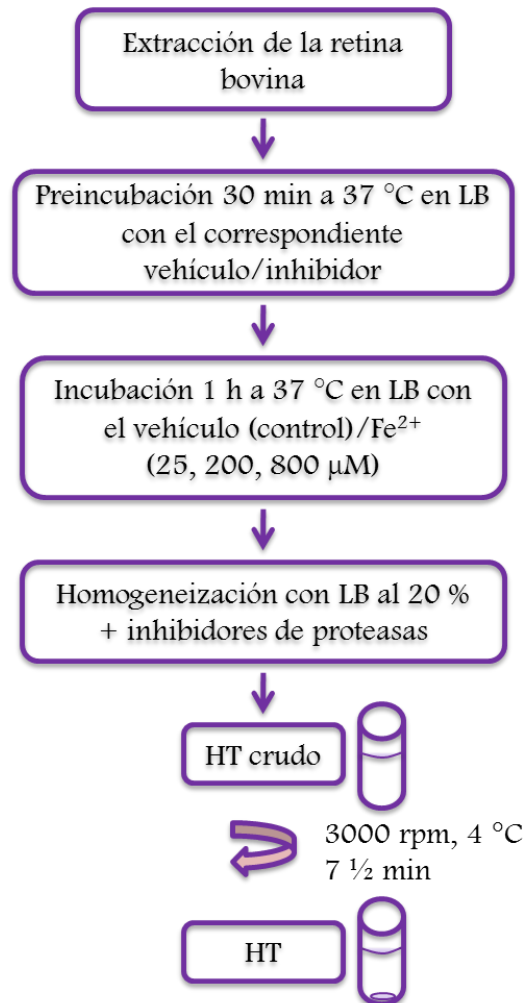 Extracción de la retina
bovina
Preincubación 30 min a 37 °C en LB
con el correspondiente
vehículo/inhibidor
Incubación 1 h a 37 °C en LB con
el vehículo (control)/Fe²⁺
(25, 200, 800 μM)
Homogeneización con LB al 20 %
+ inhibidores de proteasas
HT crudo
3000 rpm, 4 °C
7 ½ min
HT